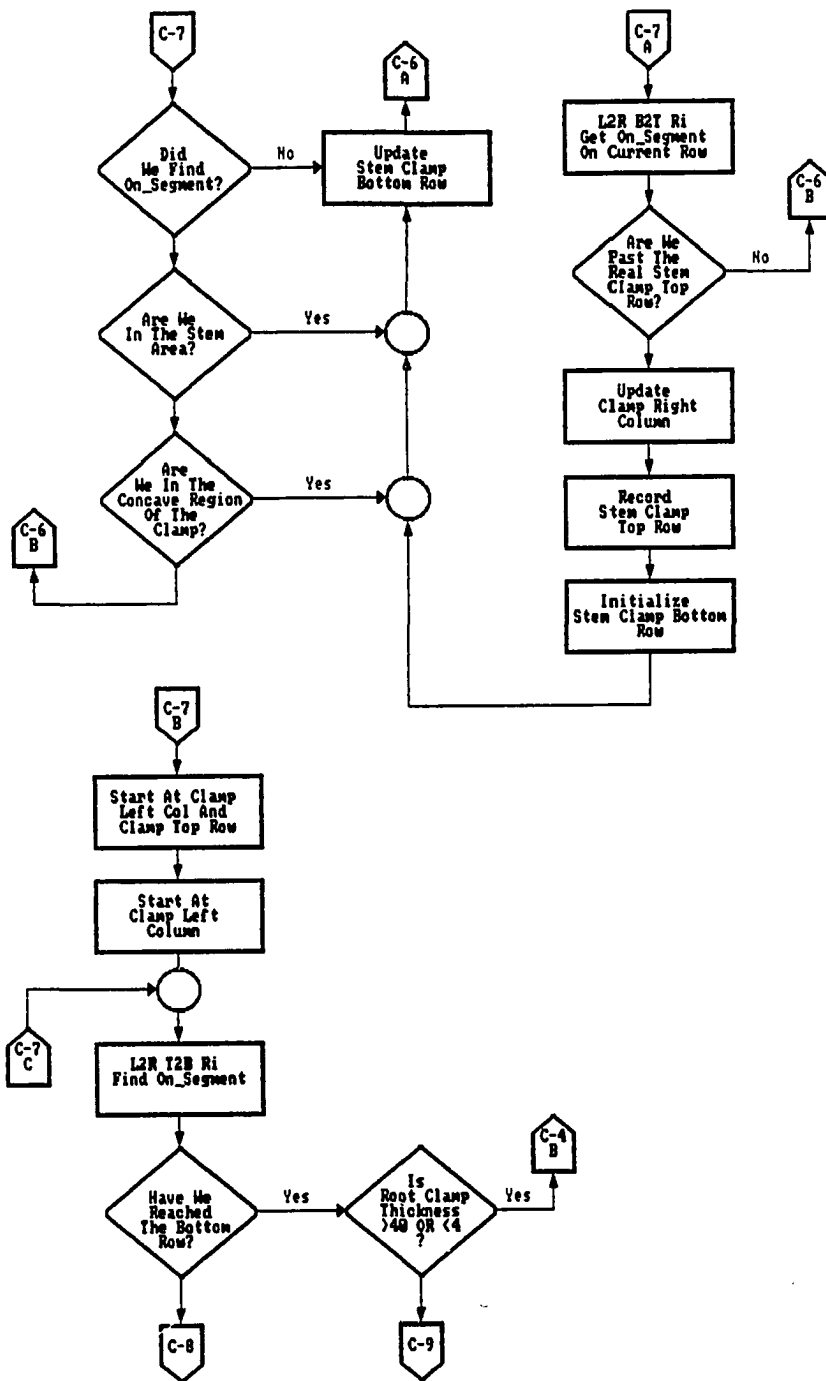 C-7
Did
We Find
On_Segment?
No
Update
Stem Clamp
Bottom Row
C-6
A
Are We
In The Stem
Area?
Yes
Are
We In The
Concave Region
Of The
Clamp?
Yes
C-6
B
C-7
A
L2R B2T Ri
Get On_Segment
On Current Row
Are We
Past The
Real Stem
Clamp Top
Row?
No
C-6
B
Update
Clamp Right
Column
Record
Stem Clamp
Top Row
Initialize
Stem Clamp Bottom
Row
C-7
B
Start At Clamp
Left Col And
Clamp Top Row
Start At
Clamp Left
Column
C-7
C
L2R T2B Ri
Find On_Segment
Have We
Reached
The Bottom
Row?
Yes
Is
Root Clamp
Thickness
>40 OR <4
?
Yes
C-4
B
C-8
C-9